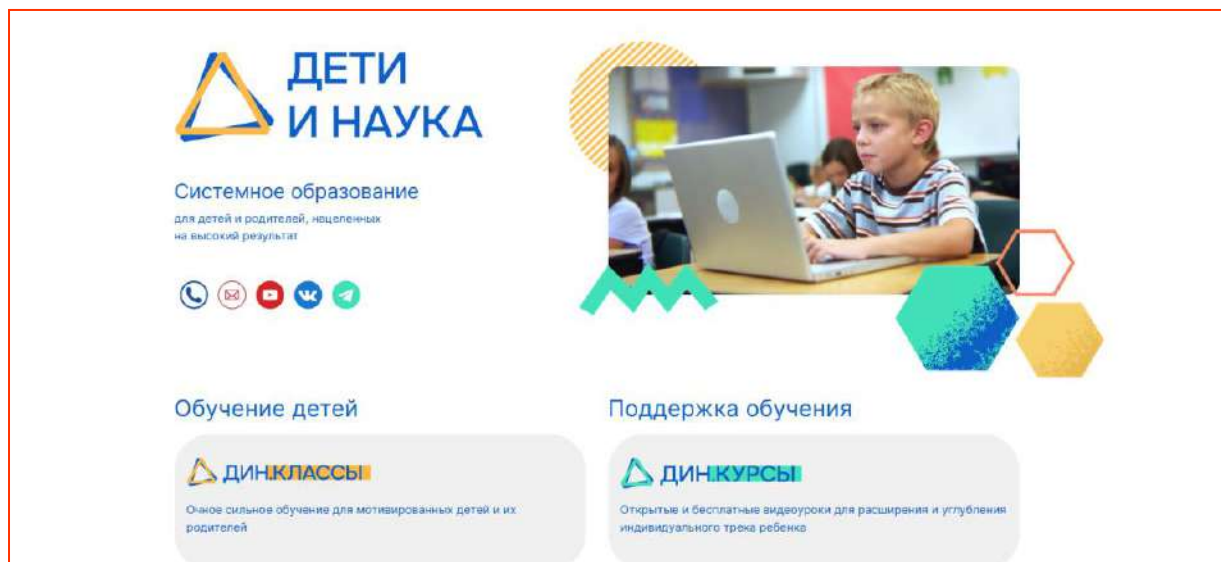 ДЕТИ
И НАУКА
Системное образование
для детей и родителей, нацеленных
на высокий результат
Обучение детей
Поддержка обучения
ДИН.КЛАССЫ
Очное сильное обучение для мотивированных детей и их
родителей
ДИН.КУРСЫ
Открытые и бесплатные видеоуроки для расширения и углубления
индивидуального трека ребенка